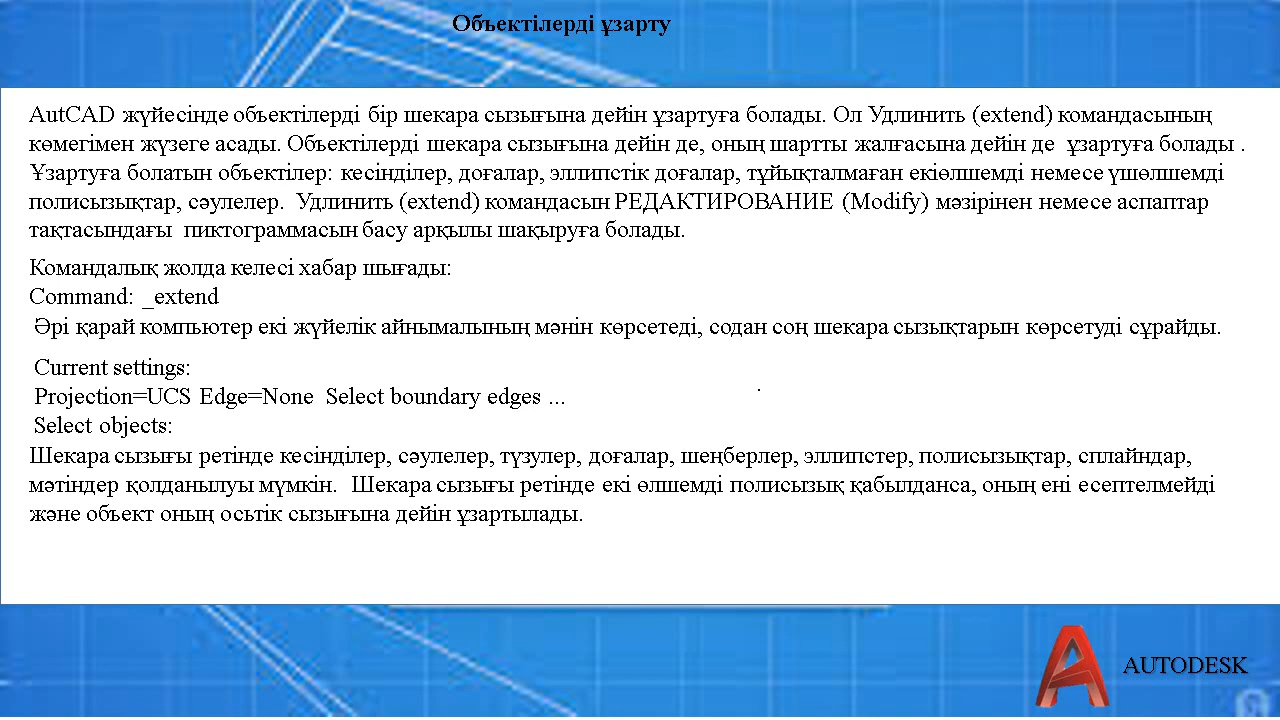 Объектілерді ұзарту
AutCAD жүйесінде объектілерді бір шекара сызығына дейін ұзартуға болады. Ол Удлинить (extend) командасының
көмегімен жүзеге асады. Объектілерді шекара сызығына дейін де, оның шартты жалғасына дейін де ұзартуға болады .
Ұзартуға болатын объектілер: кесінділер, доғалар, эллипстік доғалар, тұйықталмаған екіөлшемді немесе үшөлшемді
полисызықтар, сәулелер. Удлинить (extend) командасын РЕДАКТИРОВАНИЕ (Modify) мәзірінен немесе аспаптар
тақтасындағы пиктограммасын басу арқылы шақыруға болады.
Командалық жолда келесі хабар шығады:
Command: _extend
Әрі қарай компьютер екі жүйелік айнымалының мәнін көрсетеді, содан соң шекара сызықтарын көрсетуді сұрайды.
Current settings:
Projection=UCS Edge=None Select boundary edges ...
.
Select objects:
Шекара сызығы ретінде кесінділер, сәулелер, түзулер, доғалар, шеңберлер, эллипстер, полисызықтар, сплайндар,
мәтіндер қолданылуы мүмкін. Шекара сызығы ретінде екі өлшемді полисызық қабылданса, оның ені есептелмейді
және объект оның осьтік сызығына дейін ұзартылады.
AUTODESK